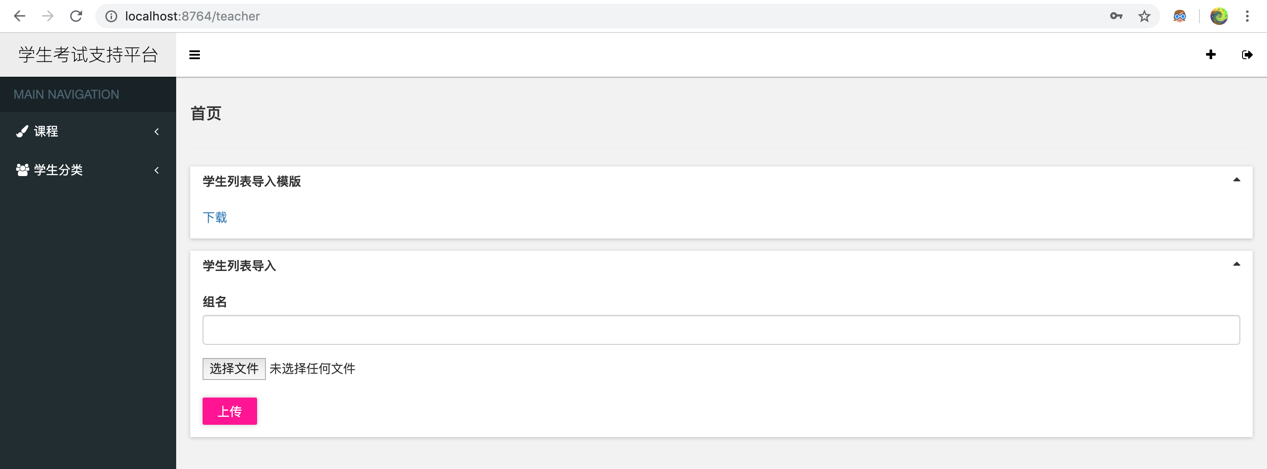 localhost:8764/teacher
学生考试支持平台
MAIN NAVIGATION
课程
学生分类
首页
学生列表导入模版
下载
学生列表导入
组名
选择文件 未选择任何文件
上传